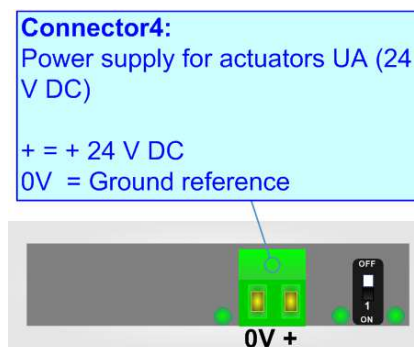 Connector4:
Power supply for actuators UA (24
V DC)
+ = + 24 V DC
0V = Ground reference
OFF
1
ON
0V +